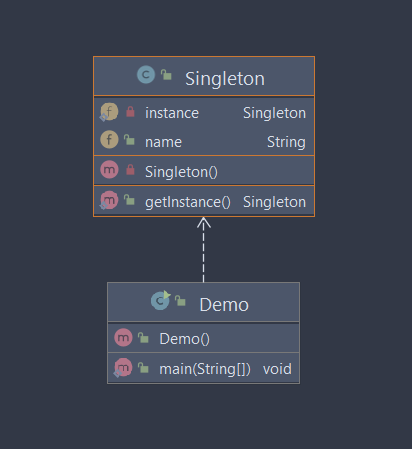 Singleton
instance Singleton
name String
Singleton()
getInstance() Singleton
Demo
Demo()
main(String[]) void